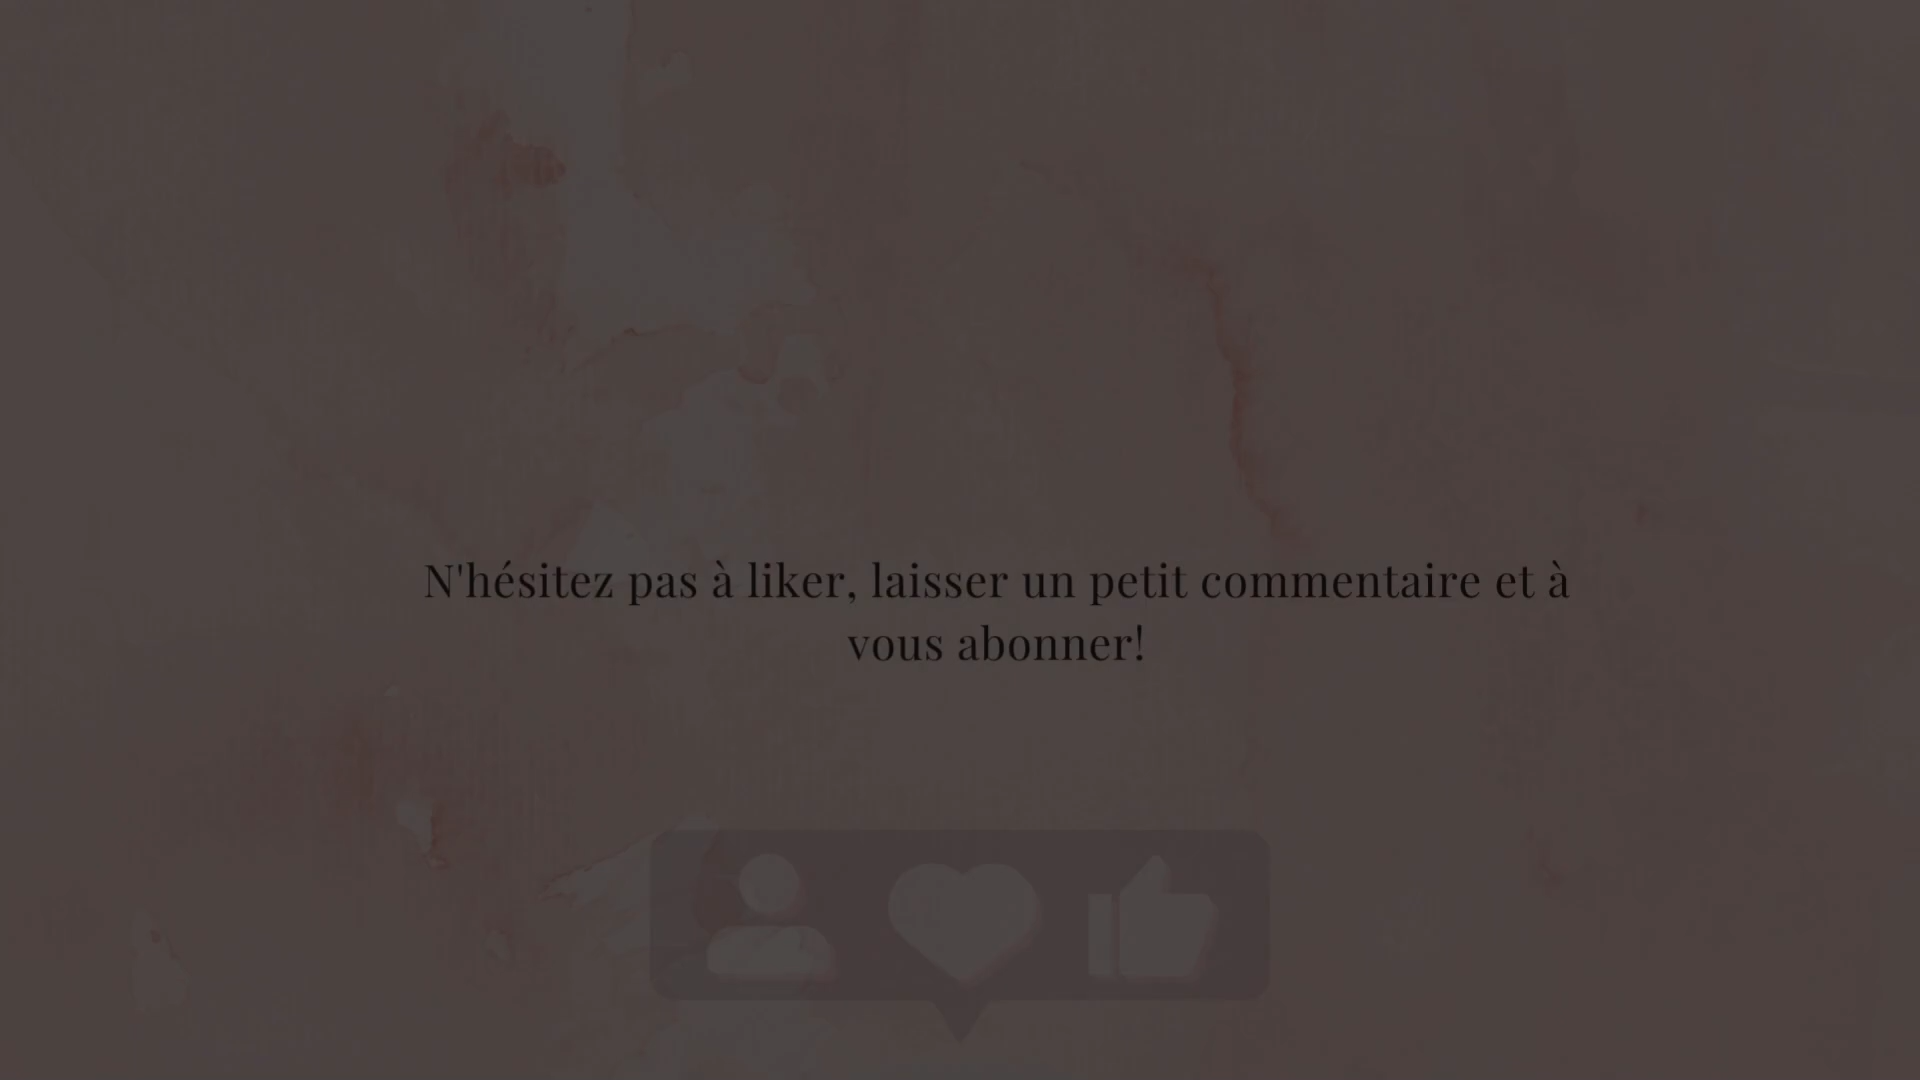 N'hésitez pas à liker, laisser un petit commentaire et à
vous abonner!